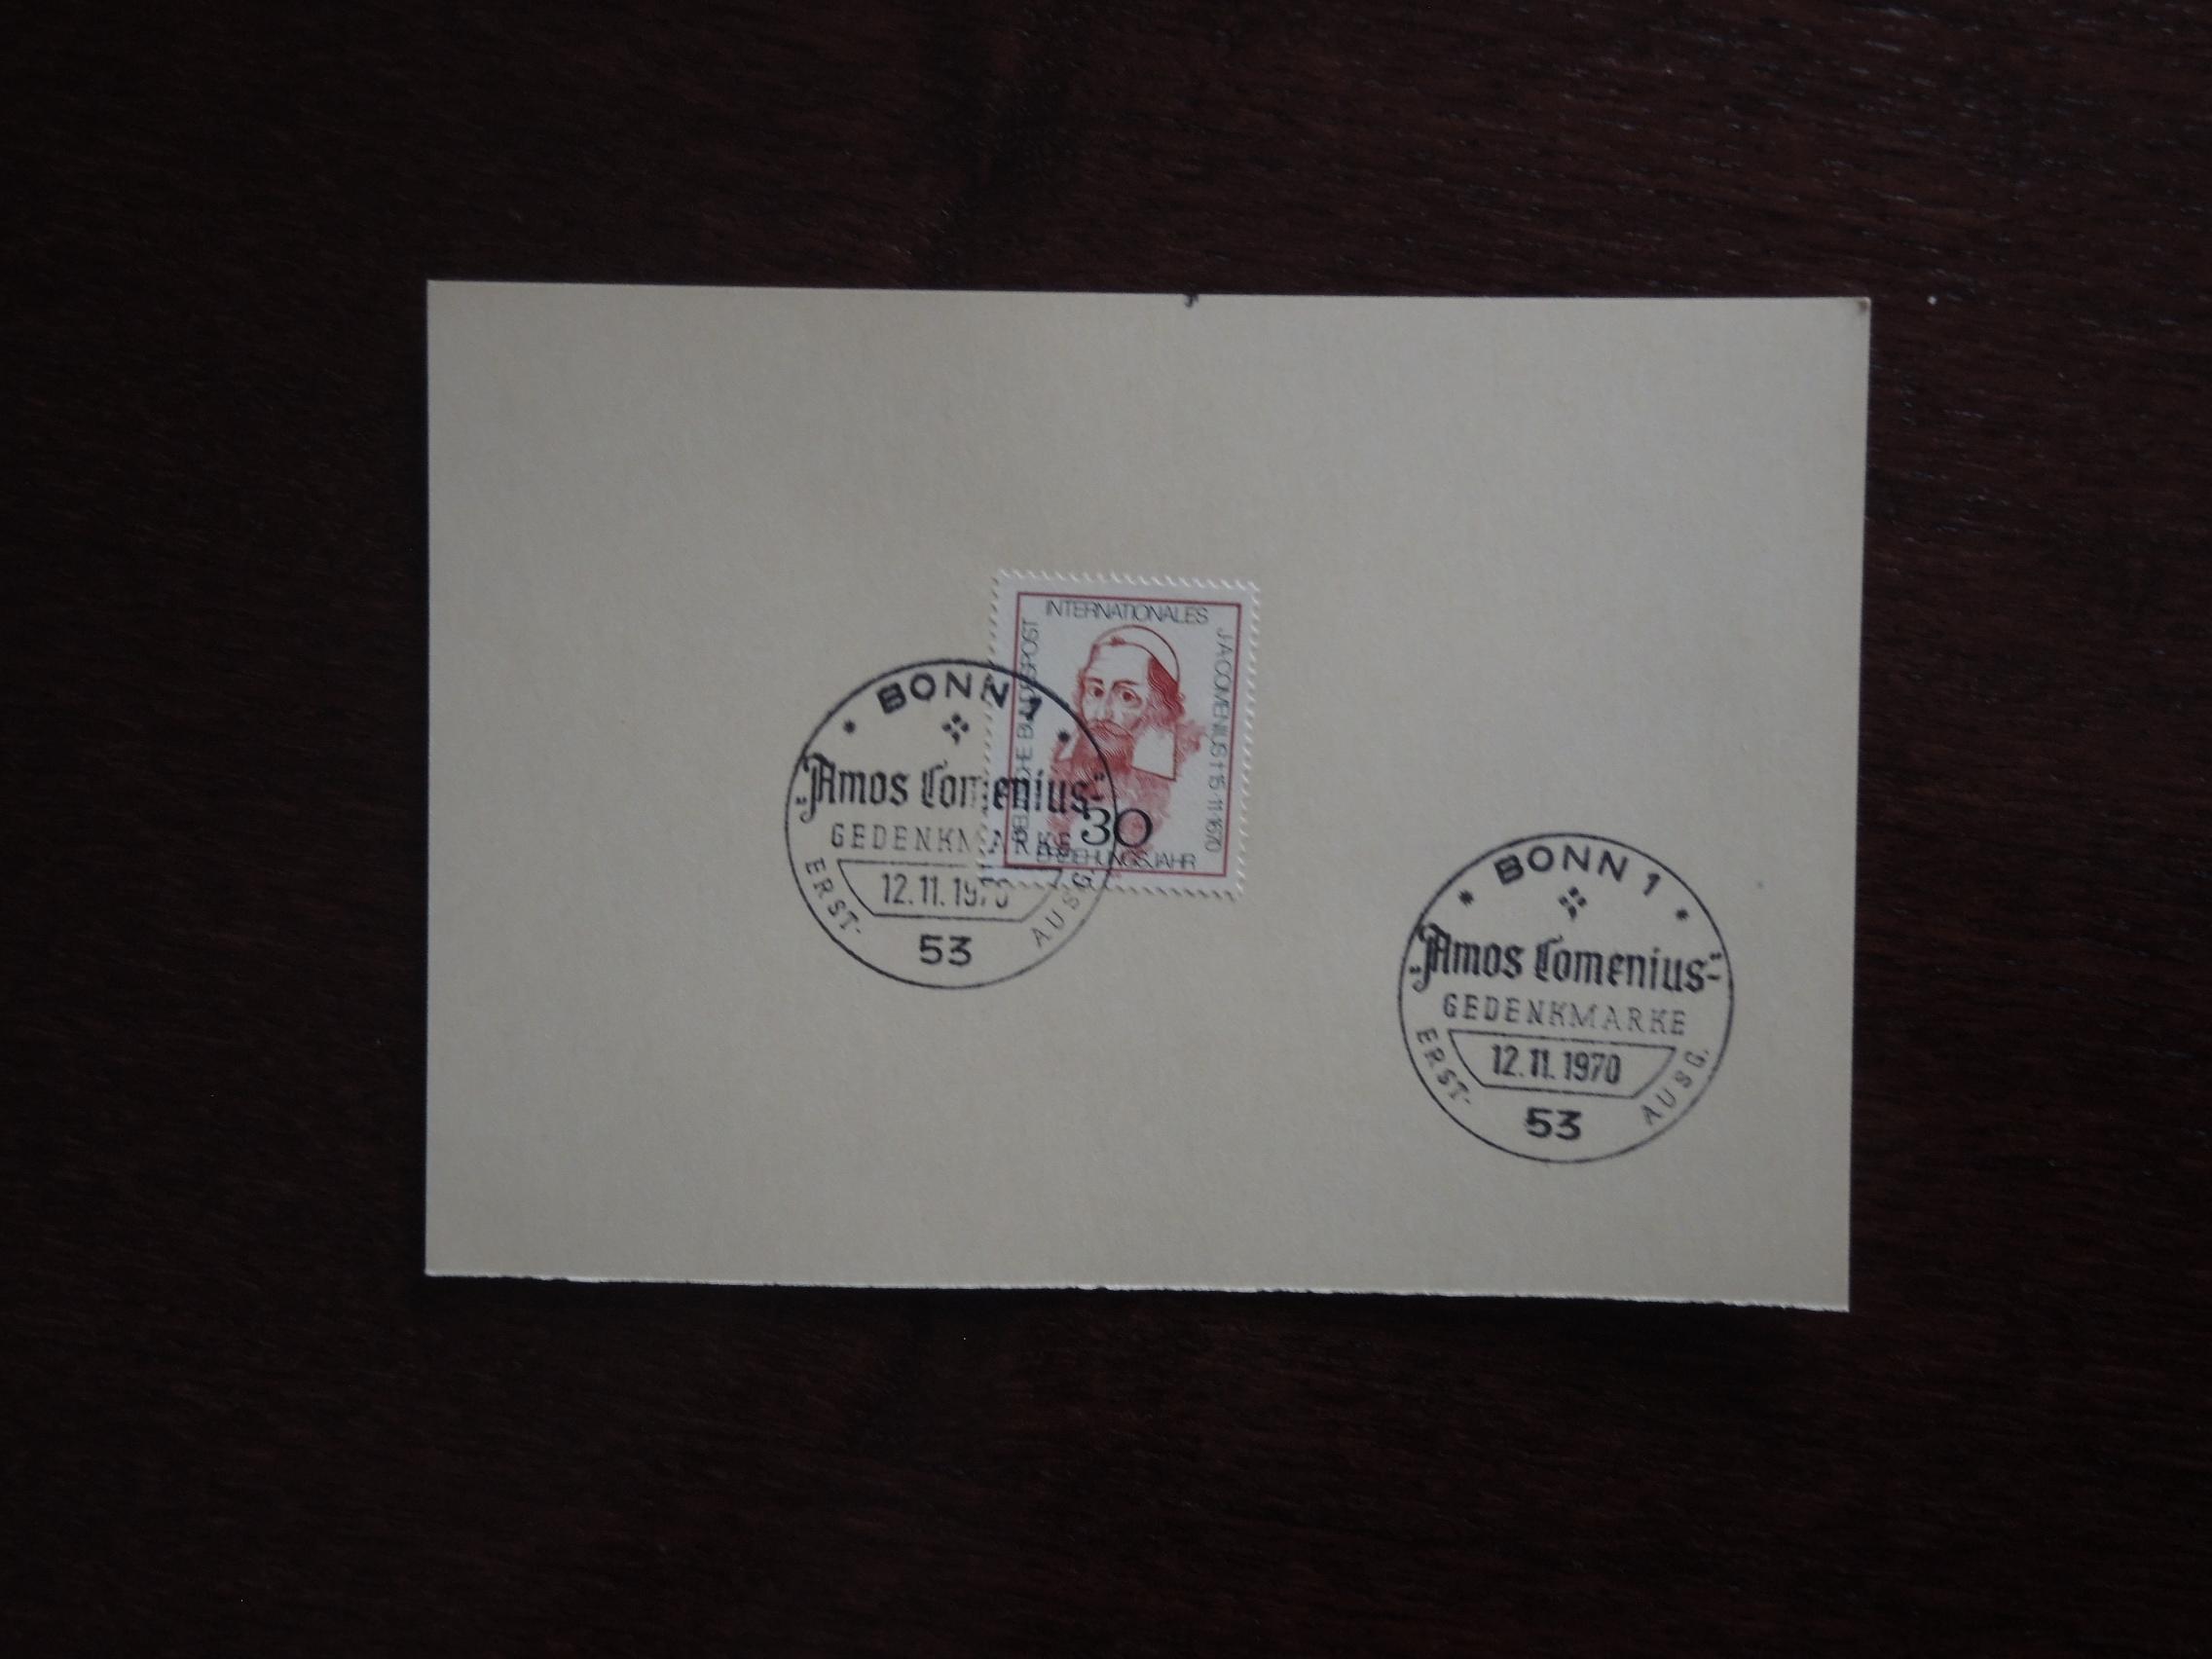 INTERNATIONALES
DEUTSCHE BUNDESPOST
J·A·COMENIUS † 15·11·1670
30
ERZIEHUNGSJAHR
* BONN 1 *
„Amos Comenius“-
GEDENKMARKE
12.11.1970
ERST-
AUSG.
53
* BONN 1 *
„Amos Comenius“-
GEDENKMARKE
12.11.1970
ERST-
AUSG.
53